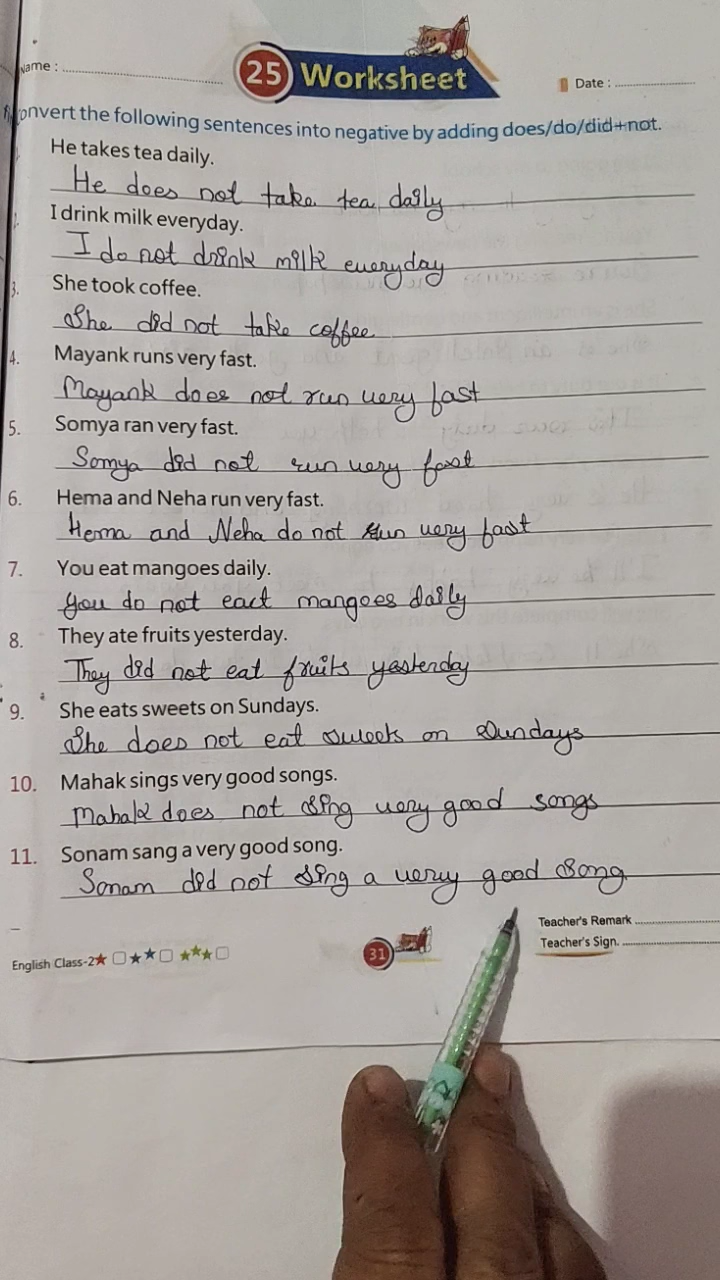 Name :
25 Worksheet
Date :
onvert the following sentences into negative by adding does/do/did+not.
He takes tea daily.
He does not take tea daily
I drink milk everyday.
I do not drink milk everyday
3. She took coffee.
She did not take coffee
4. Mayank runs very fast.
Mayank does not run very fast
5. Somya ran very fast.
Somya did not run very fast
6. Hema and Neha run very fast.
Hema and Neha do not run very fast
7. You eat mangoes daily.
you do not eact mangoes daily
8. They ate fruits yesterday.
They did not eat fruits yesterday
9. She eats sweets on Sundays.
She does not eat sweets on Sundays
10. Mahak sings very good songs.
Mahak does not sing very good songs
11. Sonam sang a very good song.
Sonam did not sing a very good song
Teacher's Remark
Teacher's Sign.
English Class-2
31